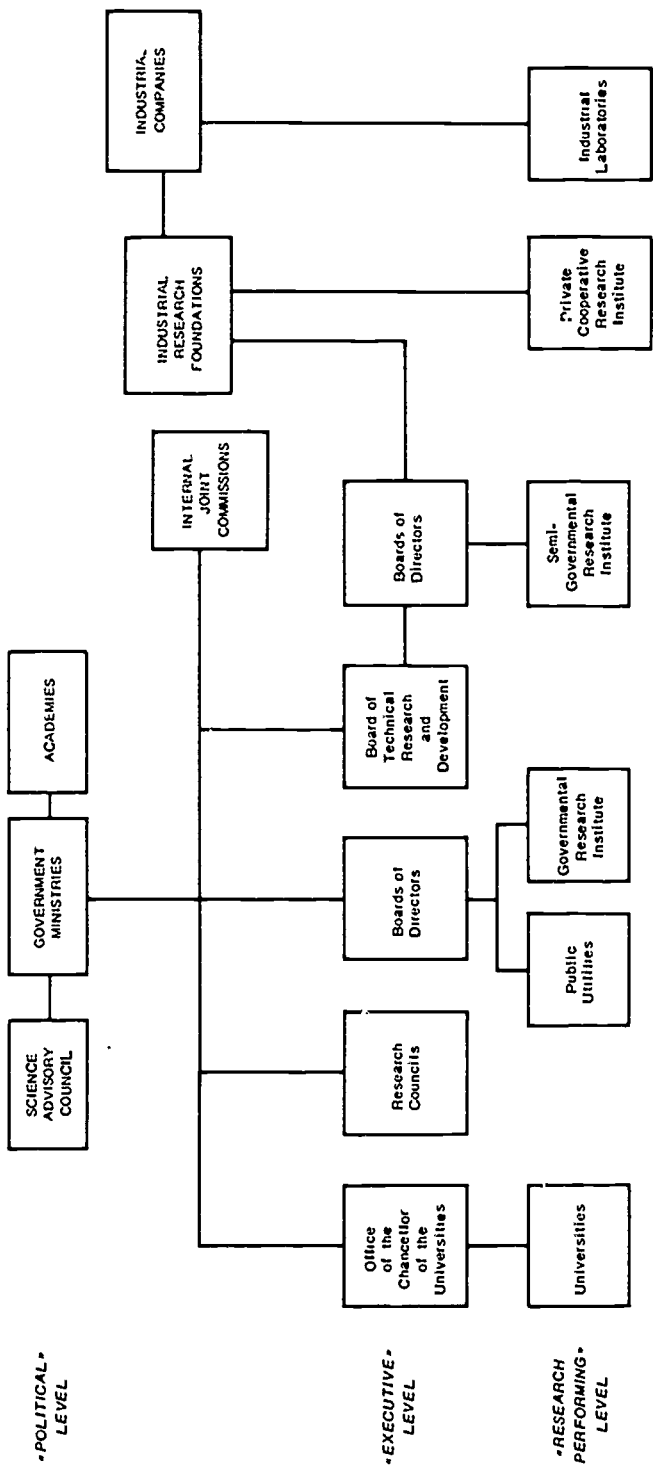 «POLITICAL»
LEVEL
SCIENCE
ADVISORY
COUNCIL
GOVERNMENT
MINISTRIES
ACADEMIES
INTERNAL
JOINT
COMMISSIONS
INDUSTRIAL
RESEARCH
FOUNDATIONS
INDUSTRIAL
COMPANIES
«EXECUTIVE»
LEVEL
Office
of the
Chancellor
of the
Universities
Research
Councils
Boards of
Directors
Board of
Technical
Research
and
Development
Boards of
Directors
«RESEARCH
PERFORMING»
LEVEL
Universities
Public
Utilities
Governmental
Research
Institute
Semi-
Governmental
Research
Institute
Private
Cooperative
Research
Institute
Industrial
Laboratories